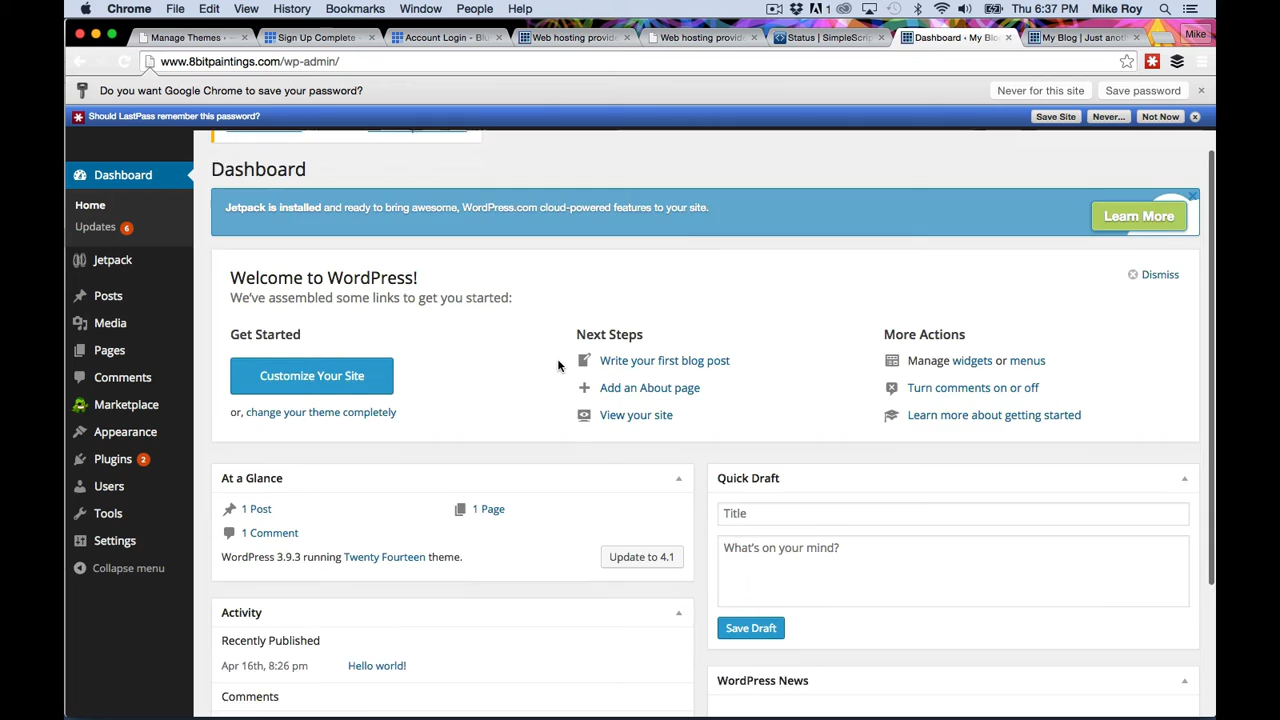 Chrome File Edit View History Bookmarks Window People Help 1 Thu 6:37 PM Mike Roy
Manage Themes Sign Up Complete Account Login - Blu Web hosting provid Web hosting provid Status | SimpleScrip Dashboard ‹ My Blo My Blog | Just anot Mike
www.8bitpaintings.com/wp-admin/
Do you want Google Chrome to save your password? Never for this site Save password
Should LastPass remember this password? Save Site Never... Not Now
Dashboard
Home
Updates 6
Jetpack
Posts
Media
Pages
Comments
Marketplace
Appearance
Plugins 2
Users
Tools
Settings
Collapse menu
Dashboard
Jetpack is installed and ready to bring awesome, WordPress.com cloud-powered features to your site. Learn More
Welcome to WordPress! Dismiss
We've assembled some links to get you started:
Get Started
Customize Your Site
or, change your theme completely
Next Steps
Write your first blog post
Add an About page
View your site
More Actions
Manage widgets or menus
Turn comments on or off
Learn more about getting started
At a Glance
1 Post 1 Page
1 Comment
WordPress 3.9.3 running Twenty Fourteen theme. Update to 4.1
Activity
Recently Published
Apr 16th, 8:26 pm Hello world!
Comments
Quick Draft
Title
What's on your mind?
Save Draft
WordPress News